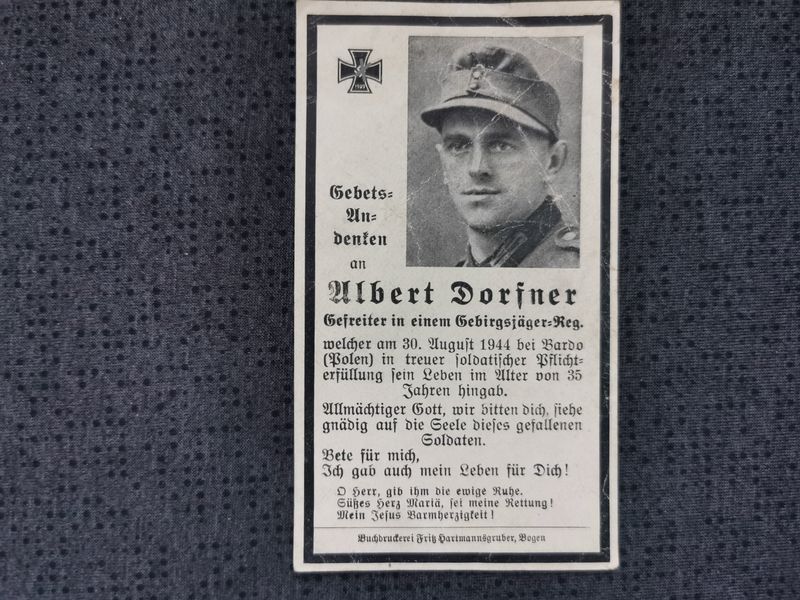 1939
Gebets=
An=
denken
an
Albert Dorfner
Gefreiter in einem Gebirgsjäger=Reg.
welcher am 30. August 1944 bei Bardo
(Polen) in treuer soldatischer Pflicht=
erfüllung sein Leben im Alter von 35
Jahren hingab.
Allmächtiger Gott, wir bitten dich, siehe
gnädig auf die Seele dieses gefallenen
Soldaten.
Bete für mich,
Ich gab auch mein Leben für Dich!
O Herr, gib ihm die ewige Ruhe.
Süßes Herz Mariä, sei meine Rettung!
Mein Jesus Barmherzigkeit!
Buchdruckerei Fritz Hartmannsgruber, Bogen